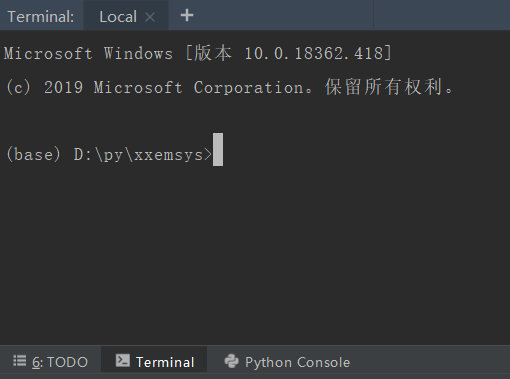 Terminal: Local × +
Microsoft Windows [版本 10.0.18362.418]
(c) 2019 Microsoft Corporation。保留所有权利。
(base) D:\py\xxemsys>
6: TODO Terminal Python Console